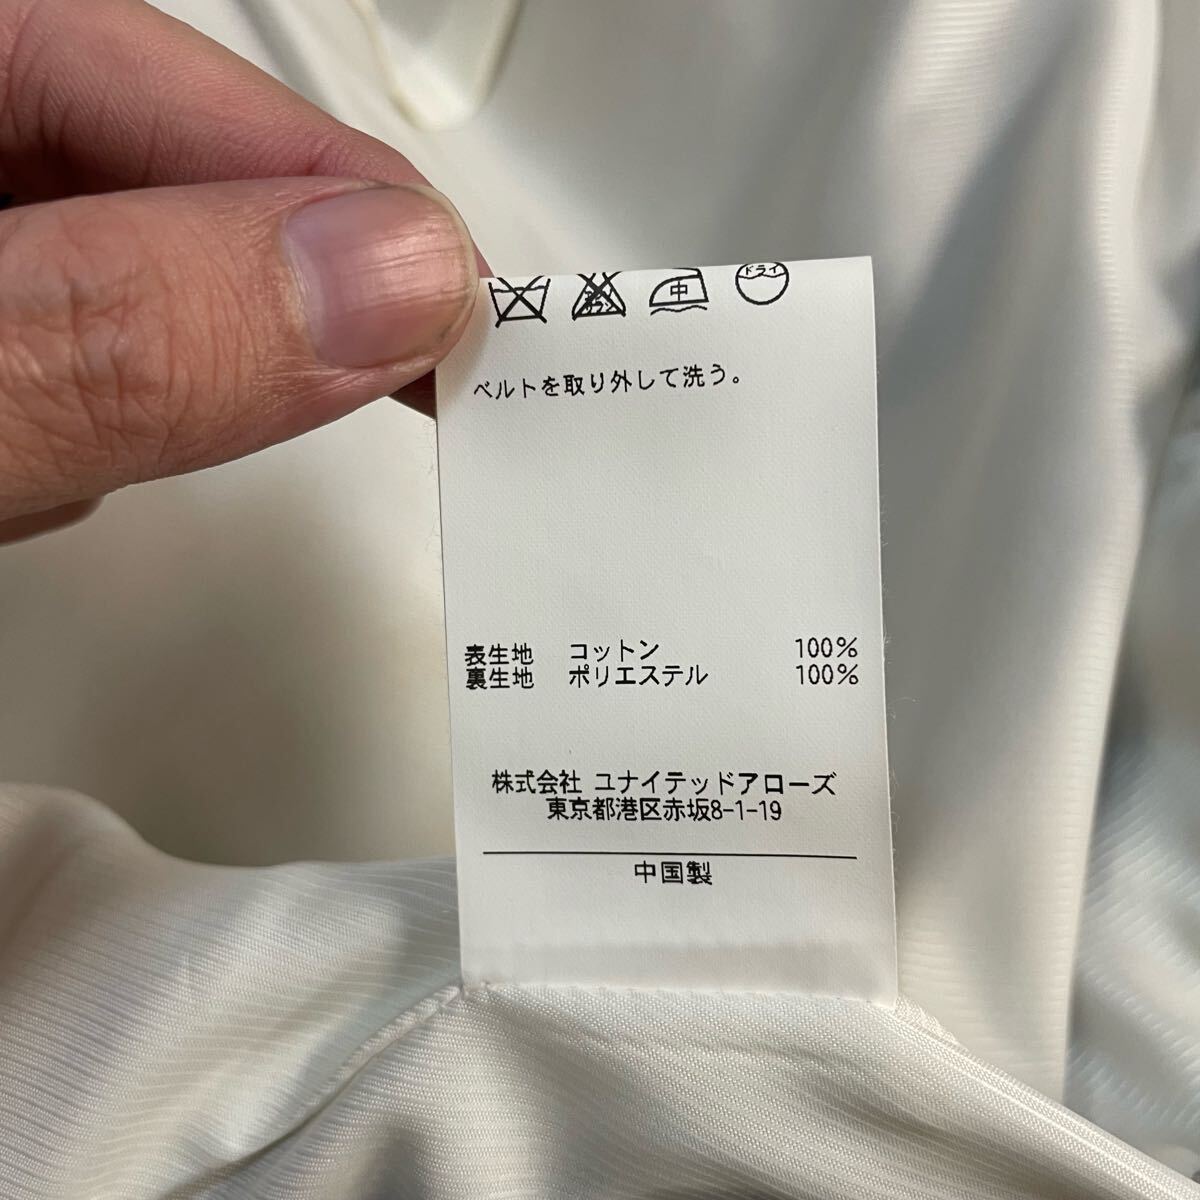 中 ドライ
ベルトを取り外して洗う。
表生地 コットン 100%
裏生地 ポリエステル 100%
株式会社 ユナイテッドアローズ
東京都港区赤坂8-1-19
中国製